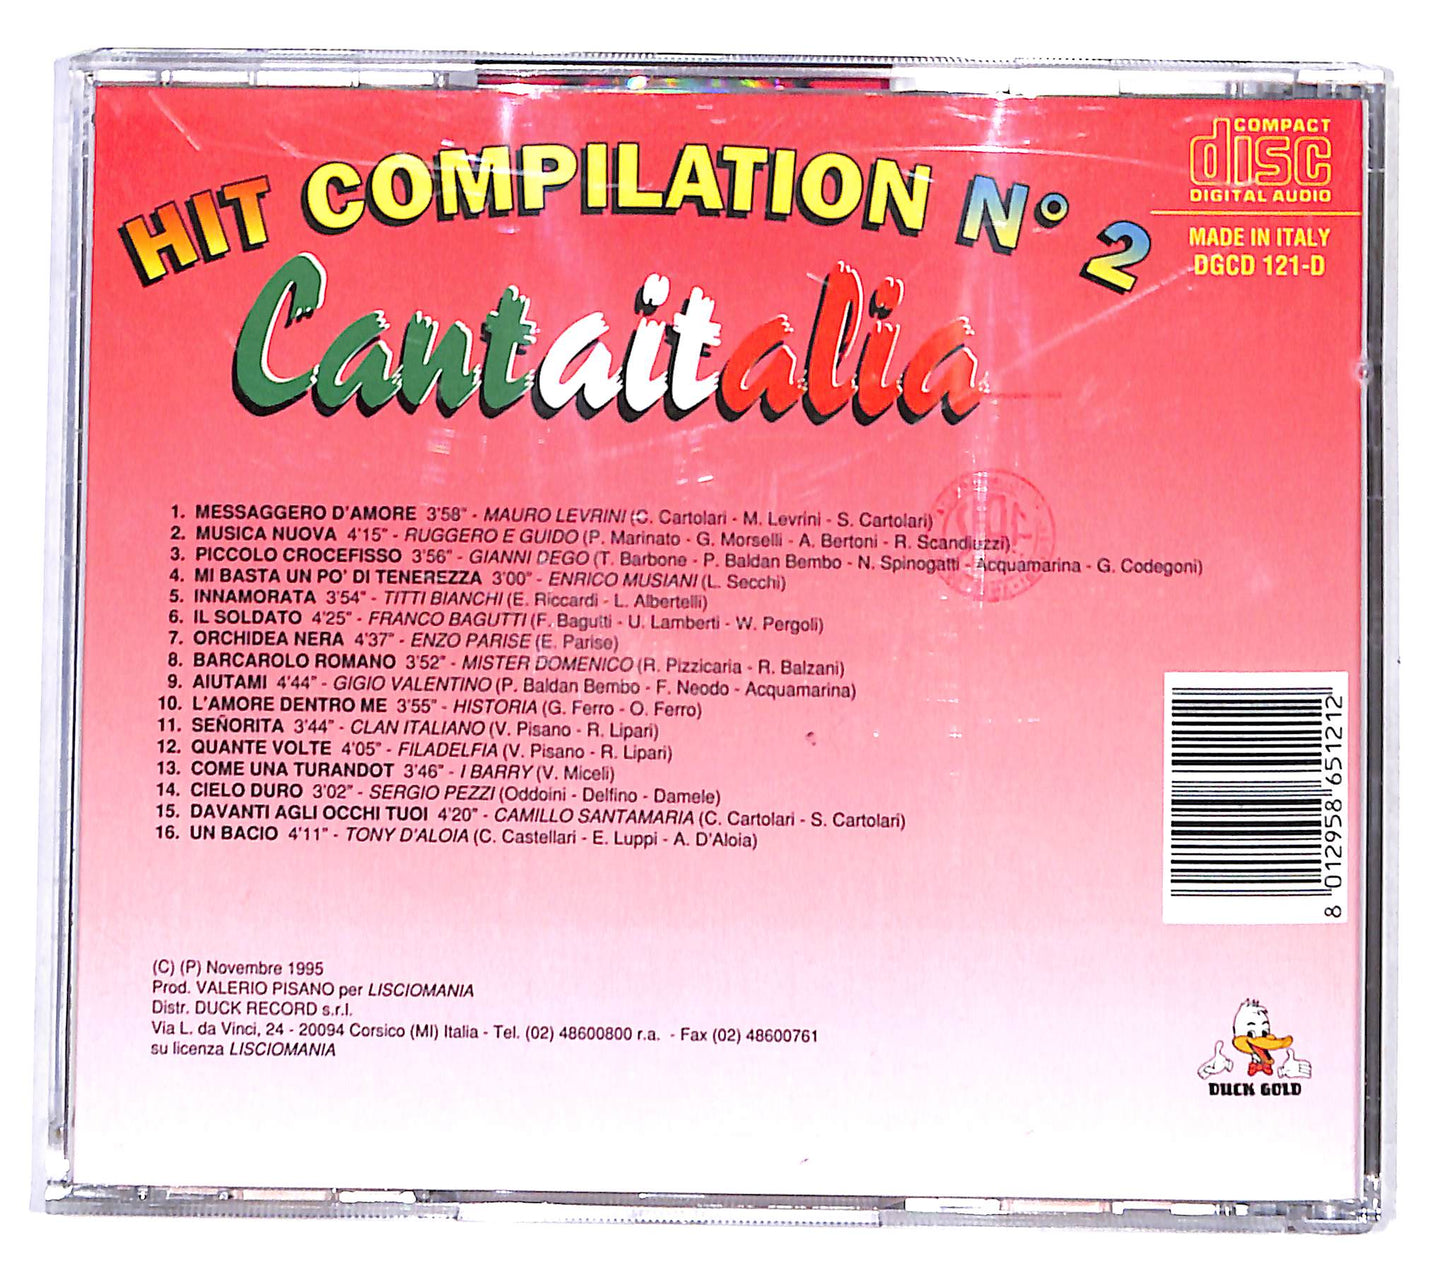 HIT COMPILATION N° 2
Cantaitalia
COMPACT
disc
DIGITAL AUDIO
MADE IN ITALY
DGCD 121-D
1. MESSAGGERO D'AMORE 3'58" - MAURO LEVRINI (C. Cartolari - M. Levrini - S. Cartolari)
2. MUSICA NUOVA 4'15" - RUGGERO E GUIDO (P. Marinato - G. Morselli - A. Bertoni - R. Scandiuzzi)
3. PICCOLO CROCEFISSO 3'56" - GIANNI DEGO (T. Barbone - P. Baldan Bembo - N. Spinogatti - Acquamarina - G. Codegoni)
4. MI BASTA UN PO' DI TENEREZZA 3'00" - ENRICO MUSIANI (L. Secchi)
5. INNAMORATA 3'54" - TITTI BIANCHI (E. Riccardi - L. Albertelli)
6. IL SOLDATO 4'25" - FRANCO BAGUTTI (F. Bagutti - U. Lamberti - W. Pergoli)
7. ORCHIDEA NERA 4'37" - ENZO PARISE (E. Parise)
8. BARCAROLO ROMANO 3'52" - MISTER DOMENICO (R. Pizzicaria - R. Balzani)
9. AIUTAMI 4'44" - GIGIO VALENTINO (P. Baldan Bembo - F. Neodo - Acquamarina)
10. L'AMORE DENTRO ME 3'55" - HISTORIA (G. Ferro - O. Ferro)
11. SEÑORITA 3'44" - CLAN ITALIANO (V. Pisano - R. Lipari)
12. QUANTE VOLTE 4'05" - FILADELFIA (V. Pisano - R. Lipari)
13. COME UNA TURANDOT 3'46" - I BARRY (V. Miceli)
14. CIELO DURO 3'02" - SERGIO PEZZI (Oddoini - Delfino - Damele)
15. DAVANTI AGLI OCCHI TUOI 4'20" - CAMILLO SANTAMARIA (C. Cartolari - S. Cartolari)
16. UN BACIO 4'11" - TONY D'ALOIA (C. Castellari - E. Luppi - A. D'Aloia)
8 012958 651212
(C) (P) Novembre 1995
Prod. VALERIO PISANO per LISCIOMANIA
Distr. DUCK RECORD s.r.l.
Via L. da Vinci, 24 - 20094 Corsico (MI) Italia - Tel. (02) 48600800 r.a. - Fax (02) 48600761
su licenza LISCIOMANIA
DUCK GOLD